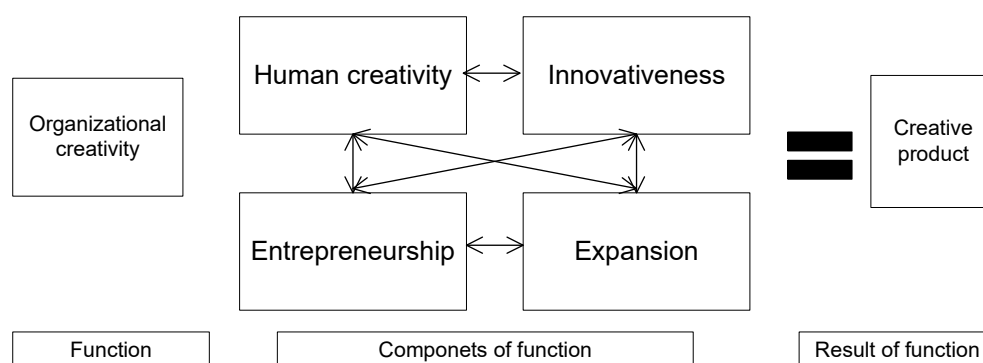 Human creativity
Innovativeness
Organizational
creativity
Creative
product
Entrepreneurship
Expansion
Function
Componets of function
Result of function